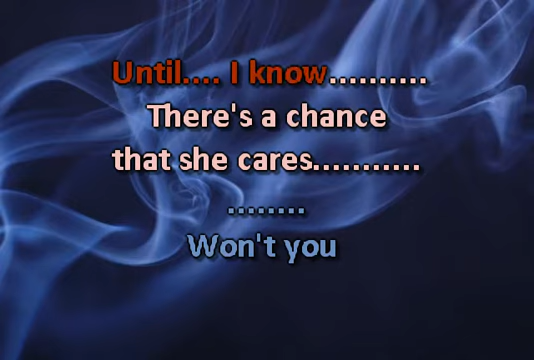 Until.... I know..........
There's a chance
that she cares...........
........
Won't you